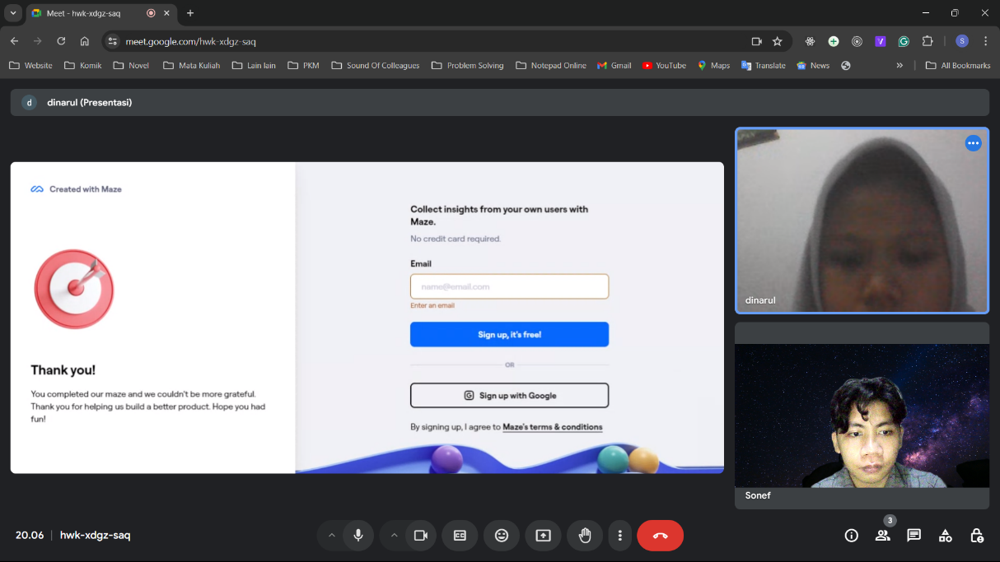 Meet - hwk-xdgz-saq
meet.google.com/hwk-xdgz-saq
S
Website Komik Novel Mata Kuliah Lain lain PKM Sound Of Colleagues Problem Solving Notepad Online Gmail YouTube Maps Translate News » All Bookmarks
d dinarul (Presentasi)
Created with Maze
Thank you!
You completed our maze and we couldn't be more grateful.
Thank you for helping us build a better product. Hope you had
fun!
Collect insights from your own users with
Maze.
No credit card required.
Email
name@email.com
Enter an email
Sign up, it's free!
OR
G Sign up with Google
By signing up, I agree to Maze's terms & conditions
dinarul
Sonef
20.06 | hwk-xdgz-saq
3